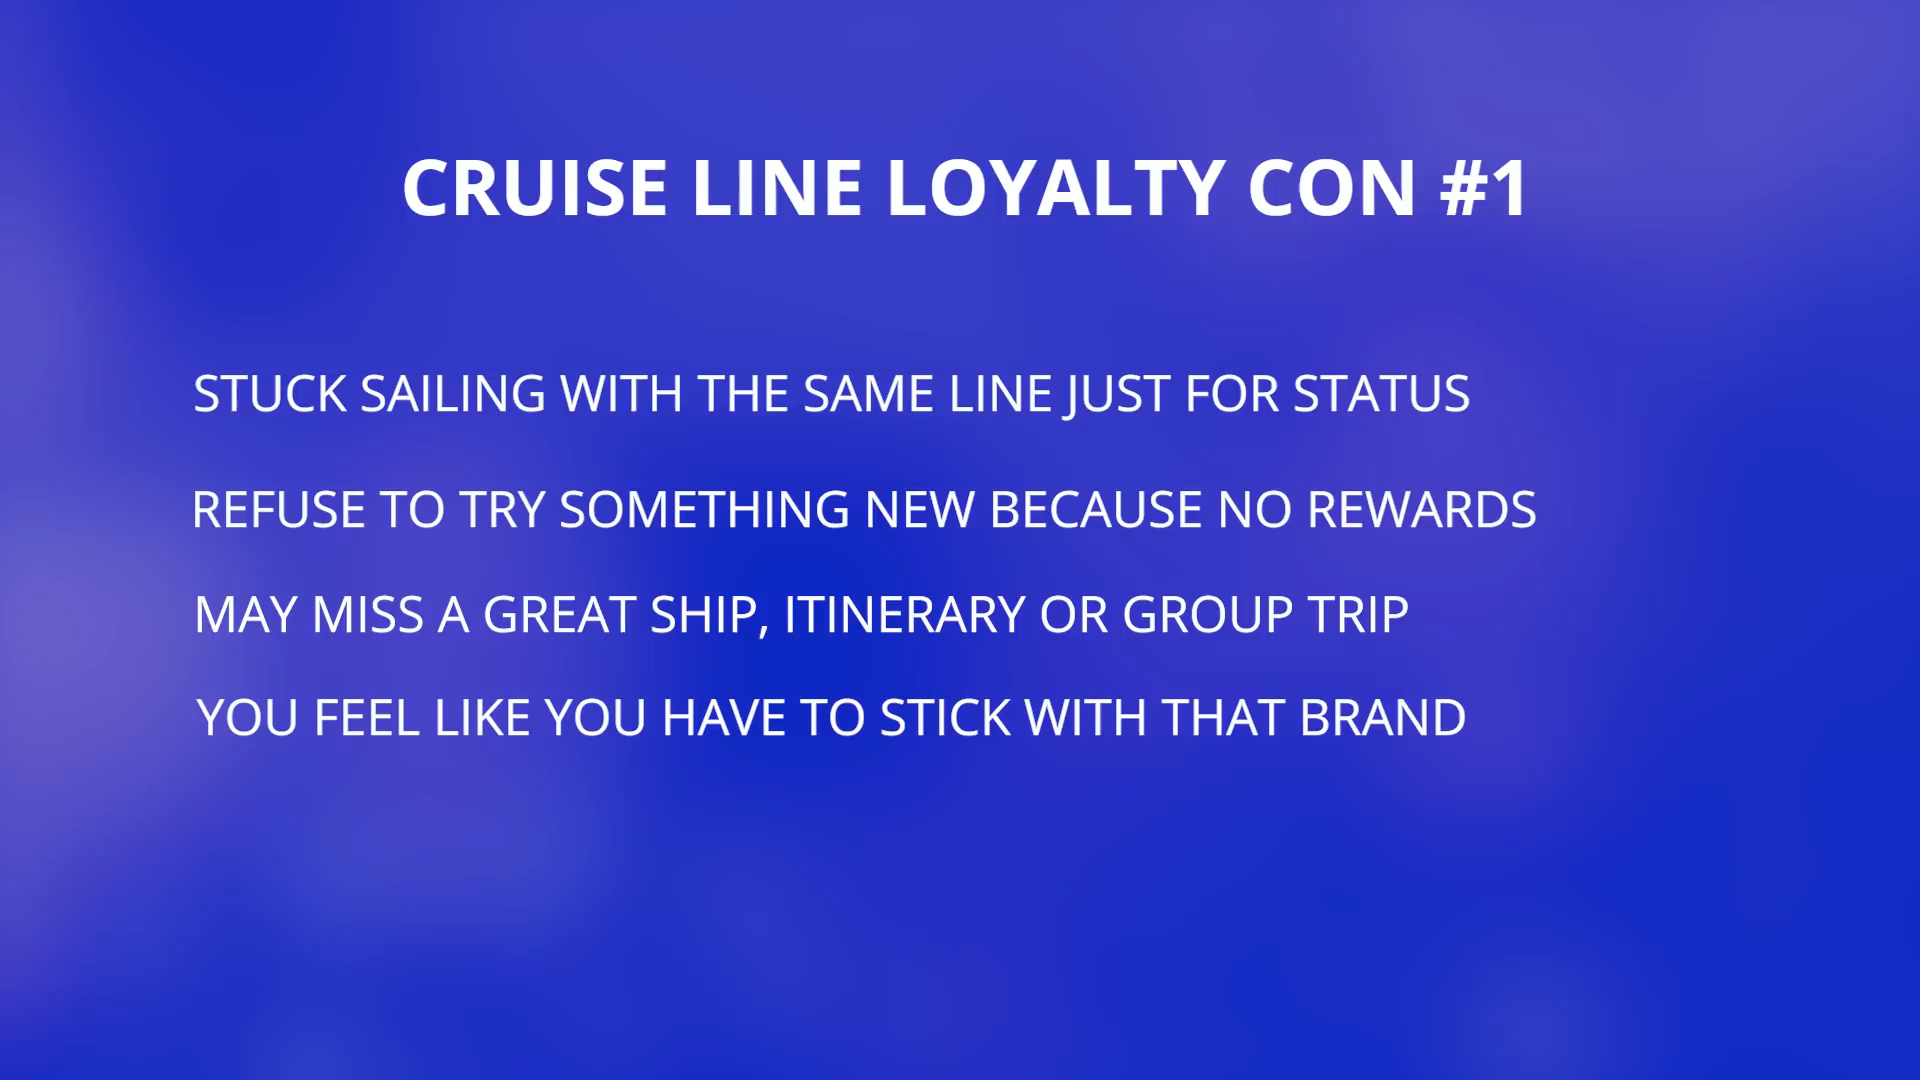 CRUISE LINE LOYALTY CON #1
STUCK SAILING WITH THE SAME LINE JUST FOR STATUS
REFUSE TO TRY SOMETHING NEW BECAUSE NO REWARDS
MAY MISS A GREAT SHIP, ITINERARY OR GROUP TRIP
YOU FEEL LIKE YOU HAVE TO STICK WITH THAT BRAND